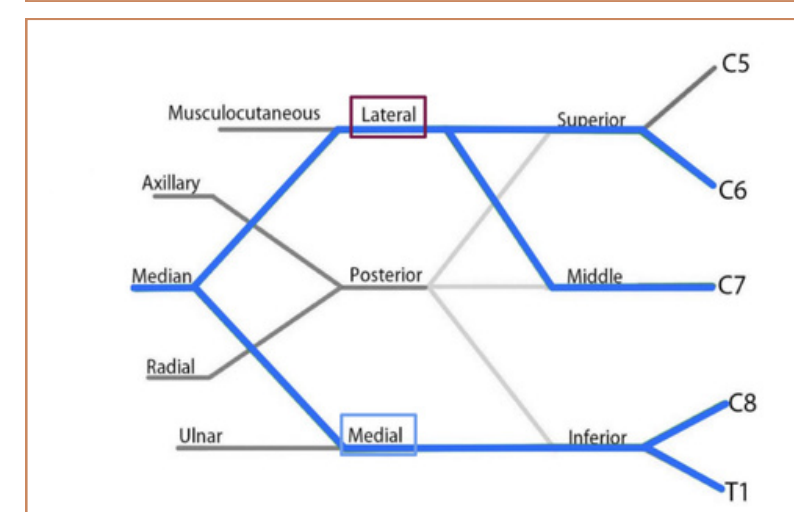 C5
Musculocutaneous
Lateral
Superior
Axillary
C6
Median
Posterior
Middle
C7
Radial
C8
Ulnar
Medial
Inferior
T1